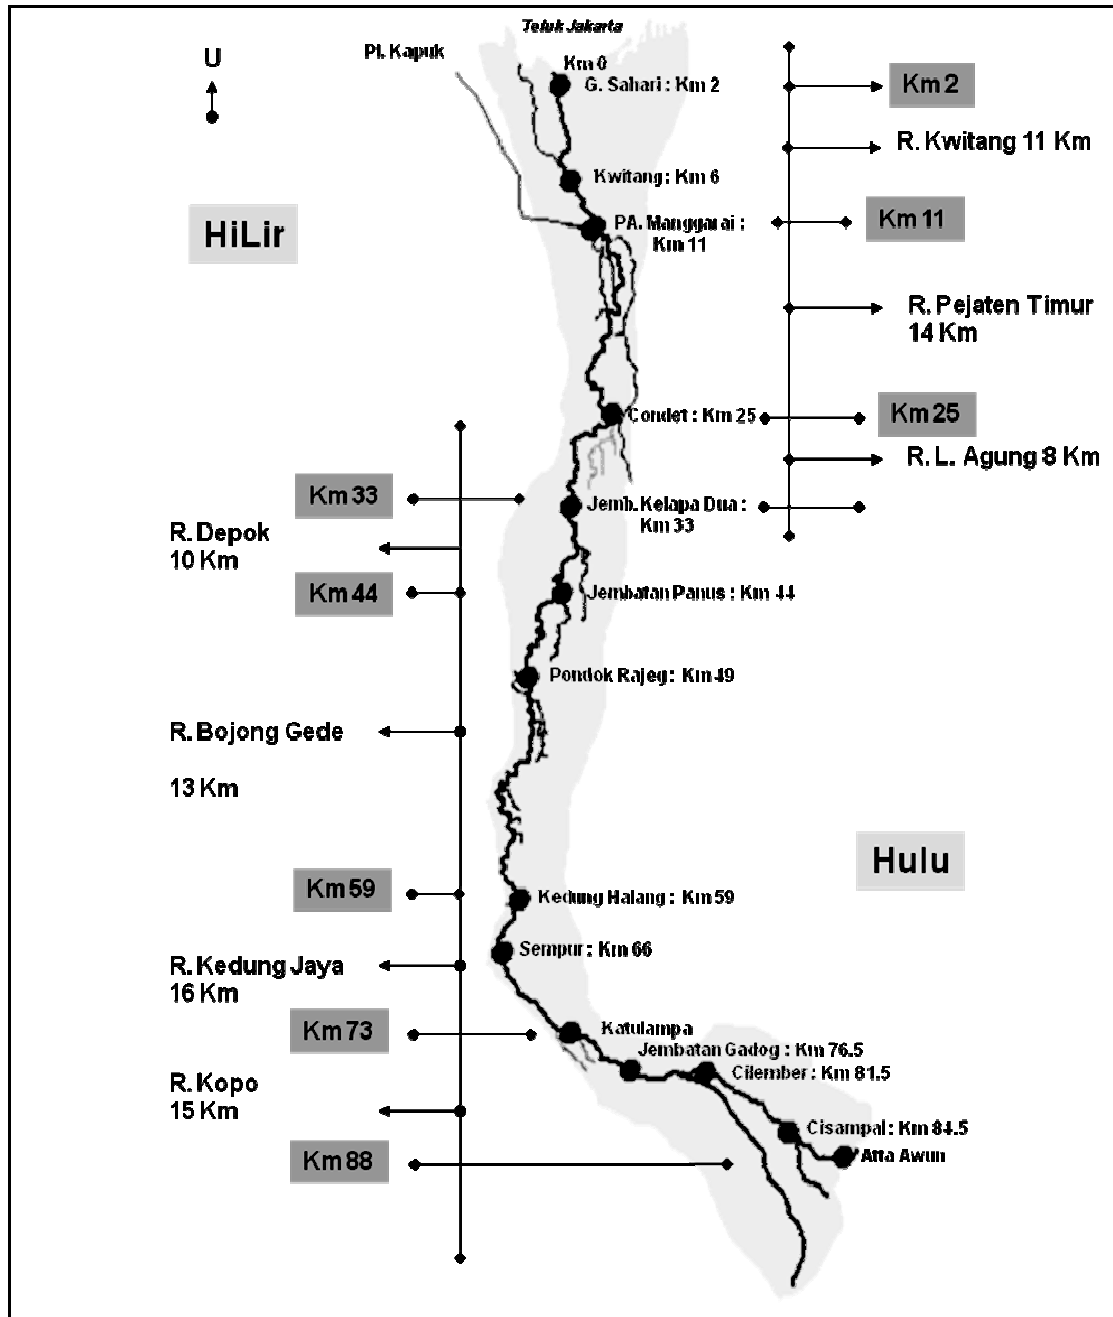 Teluk Jakarta
Pl. Kapuk
U
Km 0
G. Sahari : Km 2
Km 2
R. Kwitang 11 Km
Kwitang : Km 6
HiLir
PA. Manggarai :
Km 11
Km 11
R. Pejaten Timur
14 Km
Condet : Km 25
Km 25
R. L. Agung 8 Km
Km 33
Jemb. Kelapa Dua :
Km 33
R. Depok
10 Km
Km 44
Jembatan Panus : Km 44
Pondok Rajeg : Km 49
R. Bojong Gede
13 Km
Hulu
Km 59
Kedung Halang : Km 59
Sempur : Km 66
R. Kedung Jaya
16 Km
Km 73
Katulampa
Jembatan Gadog : Km 76.5
Cilember : Km 81.5
R. Kopo
15 Km
Cisampai : Km 84.5
Km 88
Atta Awun